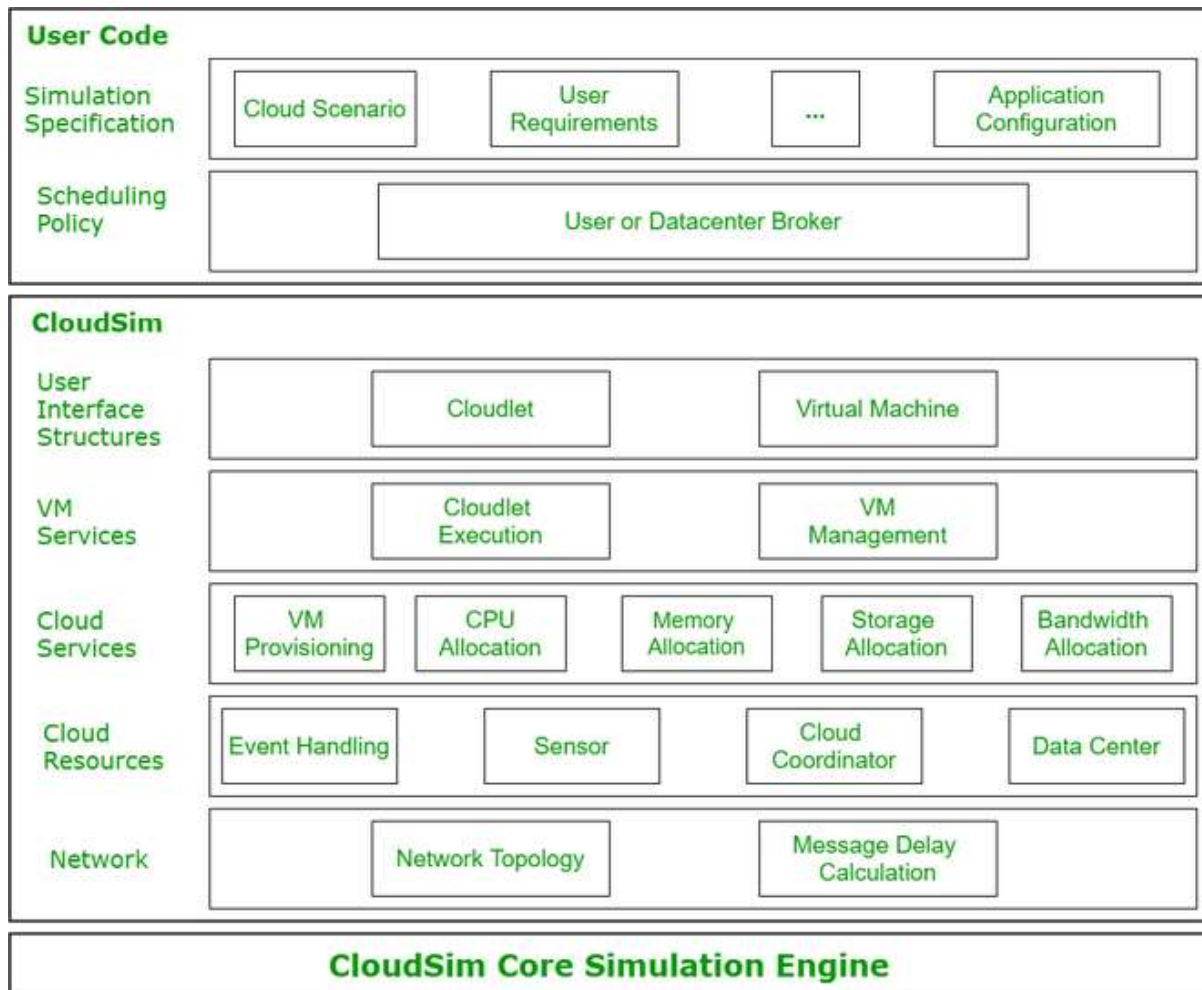 User Code
Simulation
Specification
Cloud Scenario
User
Requirements
...
Application
Configuration
Scheduling
Policy
User or Datacenter Broker
CloudSim
User
Interface
Structures
Cloudlet
Virtual Machine
VM
Services
Cloudlet
Execution
VM
Management
Cloud
Services
VM
Provisioning
CPU
Allocation
Memory
Allocation
Storage
Allocation
Bandwidth
Allocation
Cloud
Resources
Event Handling
Sensor
Cloud
Coordinator
Data Center
Network
Network Topology
Message Delay
Calculation
CloudSim Core Simulation Engine